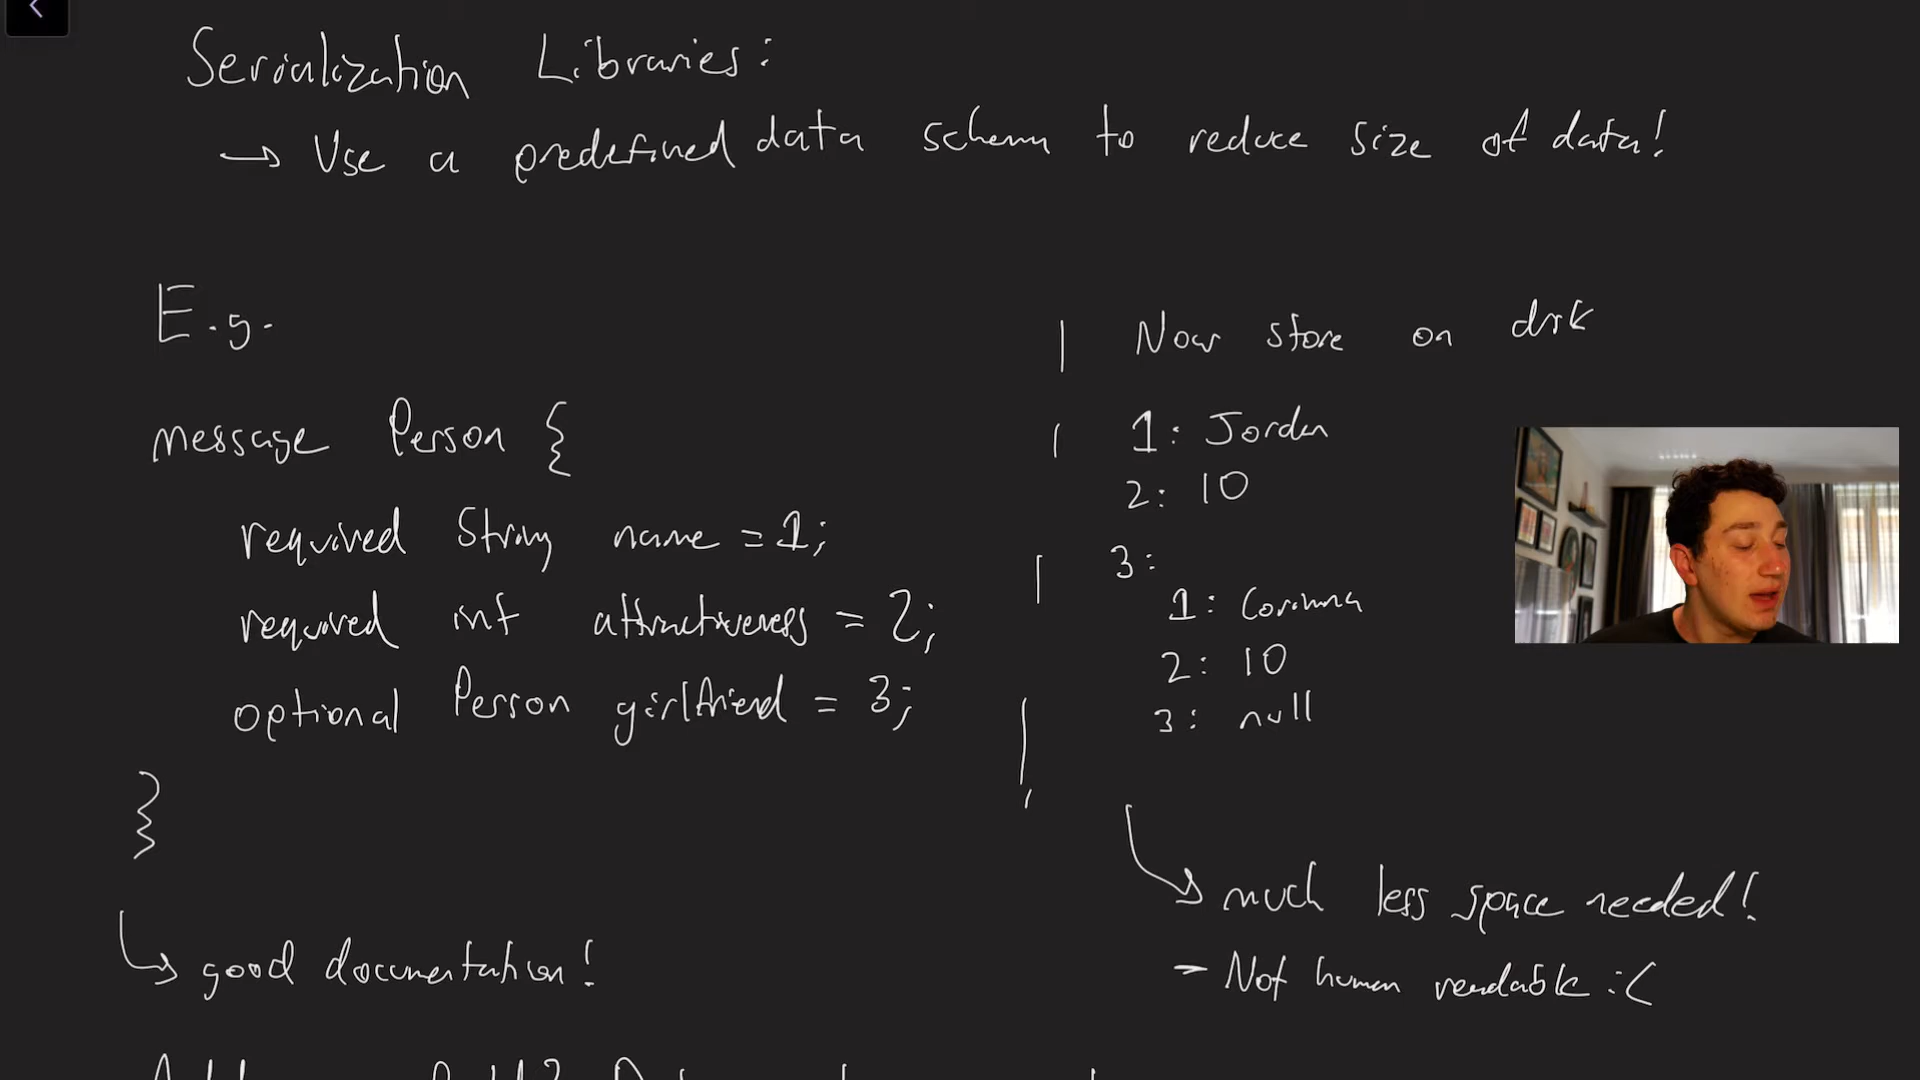 Serialization Libraries:
→ Use a predefined data schema to reduce size of data!
E.g.
message Person {
required String name = 1;
required int attractiveness = 2;
optional Person girlfriend = 3;
}
↳ good documentation!
| Now store on disk
1: Jordan
2: 10
3:
1: Corinna
2: 10
3: null
↳ much less space needed!
- Not human readable :(